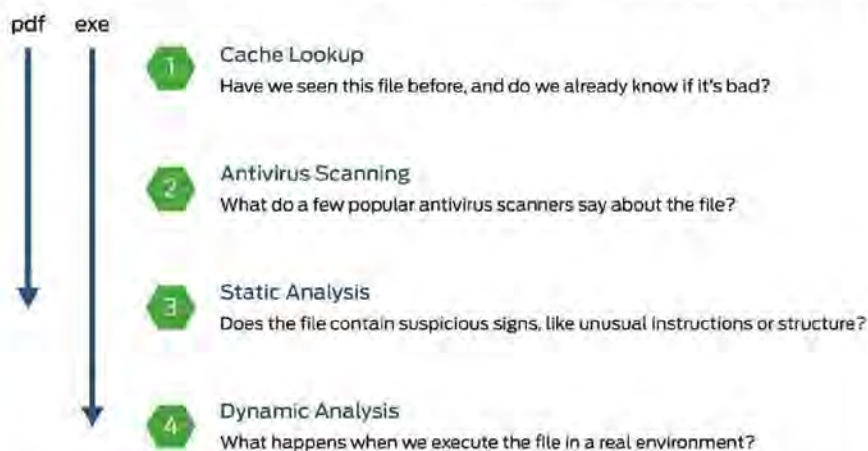 pdf exe
1 Cache Lookup
Have we seen this file before, and do we already know if it's bad?
2 Antivirus Scanning
What do a few popular antivirus scanners say about the file?
3 Static Analysis
Does the file contain suspicious signs, like unusual instructions or structure?
4 Dynamic Analysis
What happens when we execute the file in a real environment?